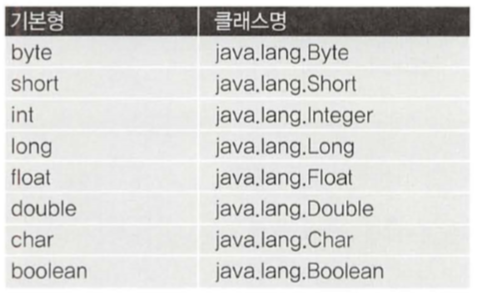 기본형 클래스명
byte java.lang.Byte
short java.lang.Short
int java.lang.Integer
long java.lang.Long
float java.lang.Float
double java.lang.Double
char java.lang.Char
boolean java.lang.Boolean